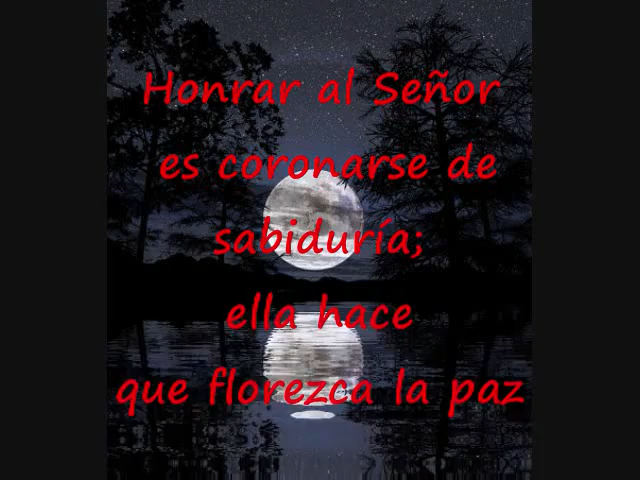 Honrar al Señor
es coronarse de
sabiduría;
ella hace
que florezca la paz